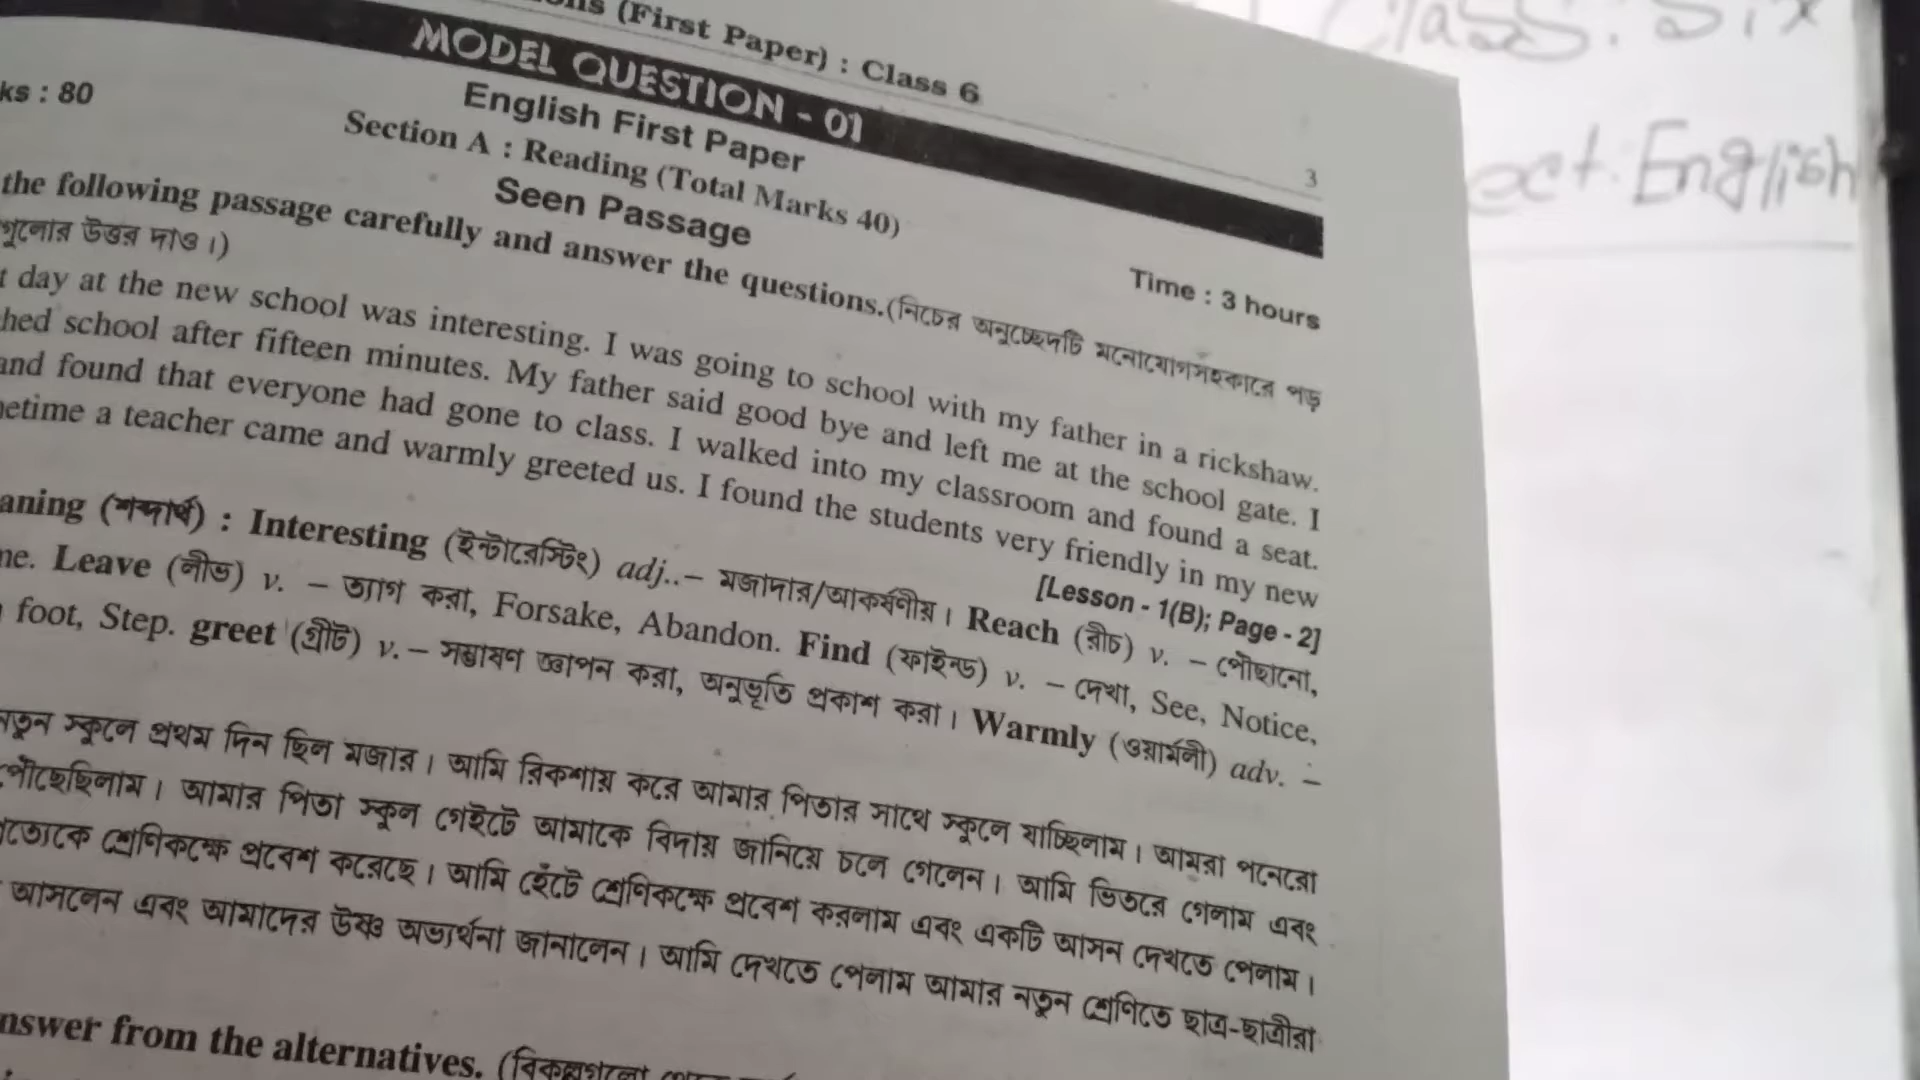 (First Paper) : Class 6
Class: Six
3
MODEL QUESTION - 01
English First Paper
: 80
Section A : Reading (Total Marks 40)
Time : 3 hours
English
Seen Passage
the following passage carefully and answer the questions.(নিচের অনুচ্ছেদটি মনোযোগসহকারে পড়
উত্তর দাও।)
day at the new school was interesting. I was going to school with my father in a rickshaw.
school after fifteen minutes. My father said good bye and left me at the school gate. I
and found that everyone had gone to class. I walked into my classroom and found a seat.
a teacher came and warmly greeted us. I found the students very friendly in my new
[Lesson - 1(B); Page - 2]
(শব্দার্থ) : Interesting (ইন্টারেস্টিং) adj..– মজাদার/আকর্ষণীয়। Reach (রীচ) v. – পৌছানো,
Leave (লীভ) v. – ত্যাগ করা, Forsake, Abandon. Find (ফাইন্ড) v. – দেখা, See, Notice,
foot, Step. greet (গ্রীট) v. – সম্ভাষণ জ্ঞাপন করা, অনুভূতি প্রকাশ করা। Warmly (ওয়ার্মলী) adv. –
নতুন স্কুলে প্রথম দিন ছিল মজার। আমি রিকশায় করে আমার পিতার সাথে স্কুলে যাচ্ছিলাম। আমরা পনেরো
পৌঁছেছিলাম। আমার পিতা স্কুল গেইটে আমাকে বিদায় জানিয়ে চলে গেলেন। আমি ভিতরে গেলাম এবং
শ্রেণিকক্ষে প্রবেশ করেছে। আমি হেঁটে শ্রেণিকক্ষে প্রবেশ করলাম এবং একটি আসন দেখতে পেলাম।
আসলেন এবং আমাদের উষ্ণ অভ্যর্থনা জানালেন। আমি দেখতে পেলাম আমার নতুন শ্রেণিতে ছাত্র-ছাত্রীরা
from the alternatives.